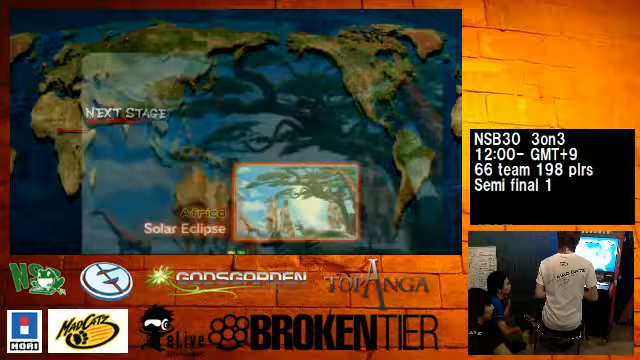 NEXT STAGE
Africa
Solar Eclipse
NSB30 3on3
12:00- GMT+9
66 team 198 plrs
Semi final 1
GODSGARDEN
TOPANGA
HORI
MADCATZ
eLive
BROKENTIER